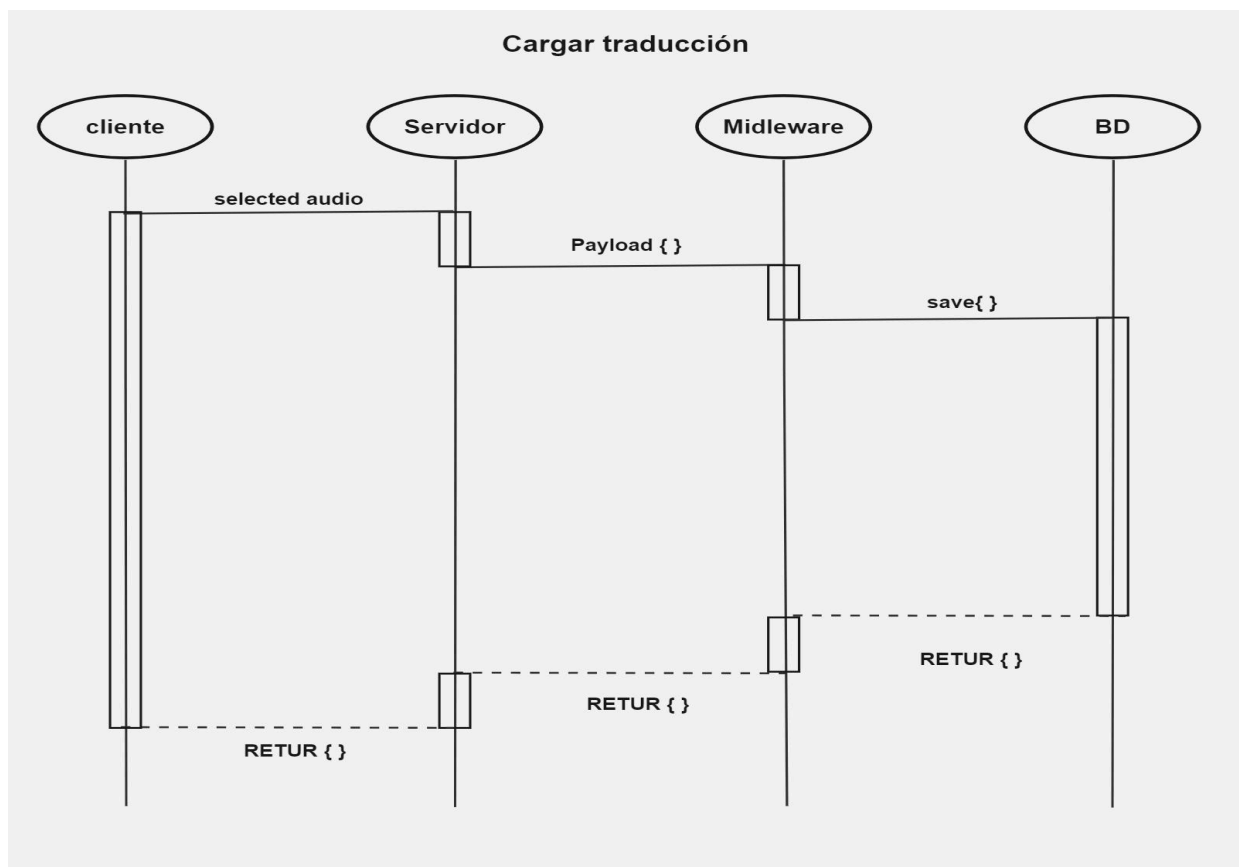 Cargar traducción
cliente
Servidor
Midleware
BD
selected audio
Payload { }
save{ }
RETUR { }
RETUR { }
RETUR { }